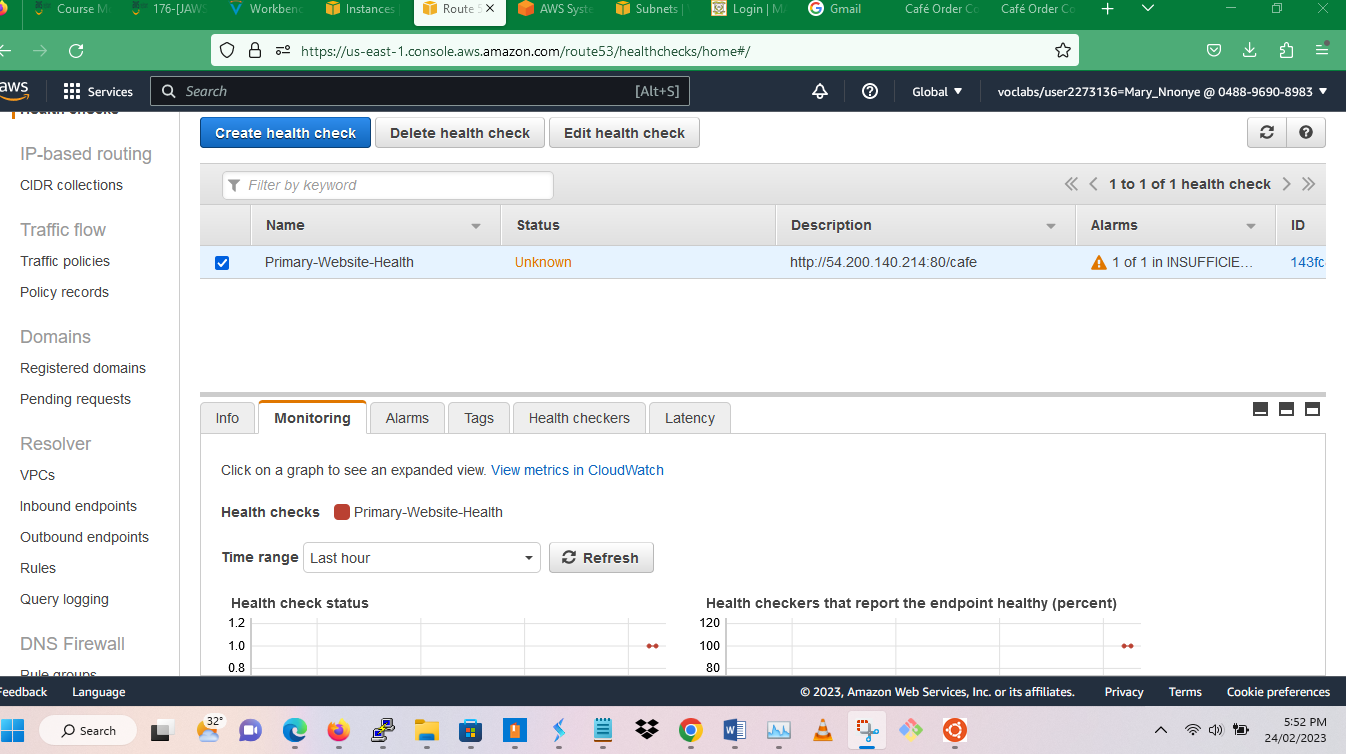 Course M
176-[JAWS
Workbenc
Instances
Route 5
AWS Syste
Subnets |
Login | M
Gmail
Café Order Co
Café Order Co
https://us-east-1.console.aws.amazon.com/route53/healthchecks/home#/
aws
Services
Search
[Alt+S]
Global
voclabs/user2273136=Mary_Nnonye @ 0488-9690-8983
Health checks
IP-based routing
CIDR collections
Traffic flow
Traffic policies
Policy records
Domains
Registered domains
Pending requests
Resolver
VPCs
Inbound endpoints
Outbound endpoints
Rules
Query logging
DNS Firewall
Rule groups
Create health check
Delete health check
Edit health check
Filter by keyword
1 to 1 of 1 health check
Name
Status
Description
Alarms
ID
Primary-Website-Health
Unknown
http://54.200.140.214:80/cafe
1 of 1 in INSUFFICIE...
143fc
Info
Monitoring
Alarms
Tags
Health checkers
Latency
Click on a graph to see an expanded view. View metrics in CloudWatch
Health checks
Primary-Website-Health
Time range
Last hour
Refresh
Health check status
1.2
1.0
0.8
Health checkers that report the endpoint healthy (percent)
120
100
80
Feedback
Language
© 2023, Amazon Web Services, Inc. or its affiliates.
Privacy
Terms
Cookie preferences
Search
32°
5:52 PM
24/02/2023